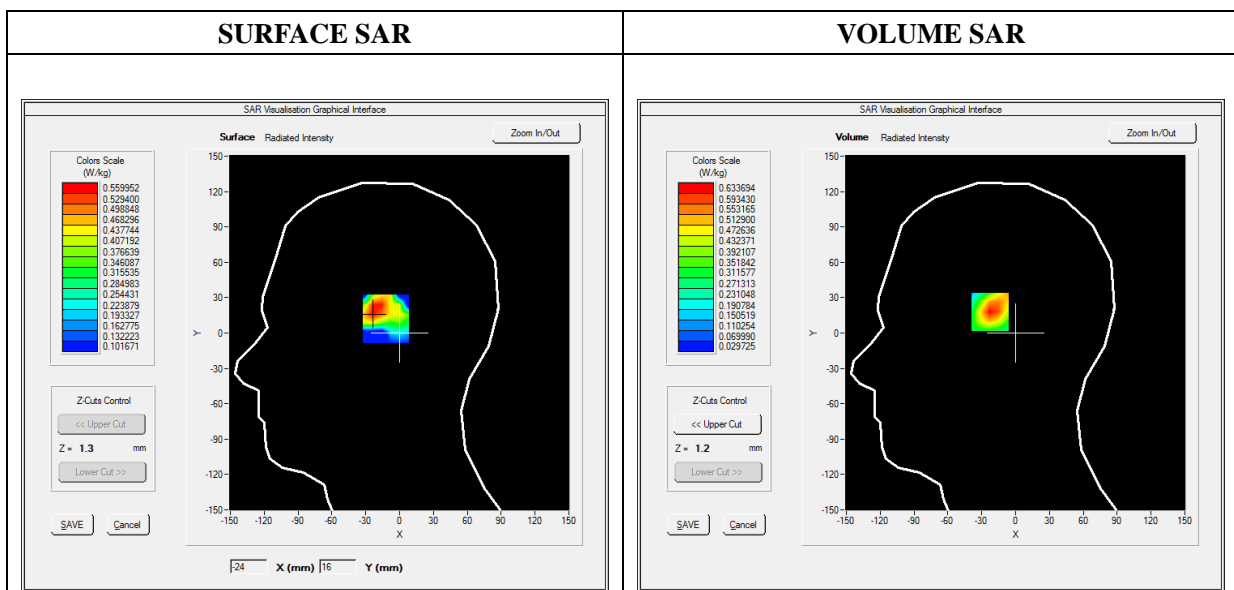 SURFACE SAR
VOLUME SAR
SAR Visualisation Graphical Interface
Surface Radiated Intensity
Zoom In/Out
Colors Scale
(W/kg)
0.559952
0.529400
0.498848
0.468296
0.437744
0.407192
0.376639
0.346087
0.315535
0.284983
0.254431
0.223879
0.193327
0.162775
0.132223
0.101671
Z-Cuts Control
<< Upper Cut
Z = 1.3 mm
Lower Cut >>
SAVE Cancel
150
120
90
60
30
0
-30
-60
-90
-120
-150
Y
-150 -120 -90 -60 -30 0 30 60 90 120 150
X
-24 X (mm) 16 Y (mm)
SAR Visualisation Graphical Interface
Volume Radiated Intensity
Zoom In/Out
Colors Scale
(W/kg)
0.633694
0.593430
0.553165
0.512900
0.472636
0.432371
0.392107
0.351842
0.311577
0.271313
0.231048
0.190784
0.150519
0.110254
0.069990
0.029725
Z-Cuts Control
<< Upper Cut
Z = 1.2 mm
Lower Cut >>
SAVE Cancel
150
120
90
60
30
0
-30
-60
-90
-120
-150
Y
-150 -120 -90 -60 -30 0 30 60 90 120 150
X